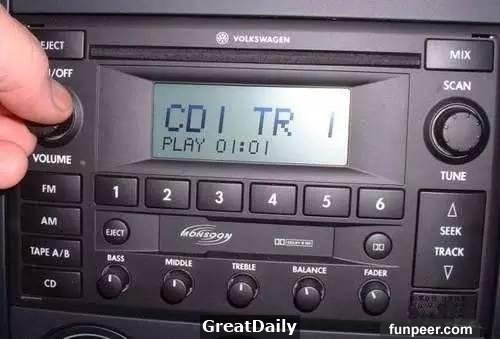 VOLKSWAGEN
EJECT
MIX
/OFF
SCAN
CD1 TR 1
PLAY 01:01
VOLUME
TUNE
FM
1 2 3 4 5 6
AM
EJECT
MONSOON
SEEK
TRACK
TAPE A/B
BASS
MIDDLE
TREBLE
BALANCE
FADER
CD
GreatDaily
funpeer.com